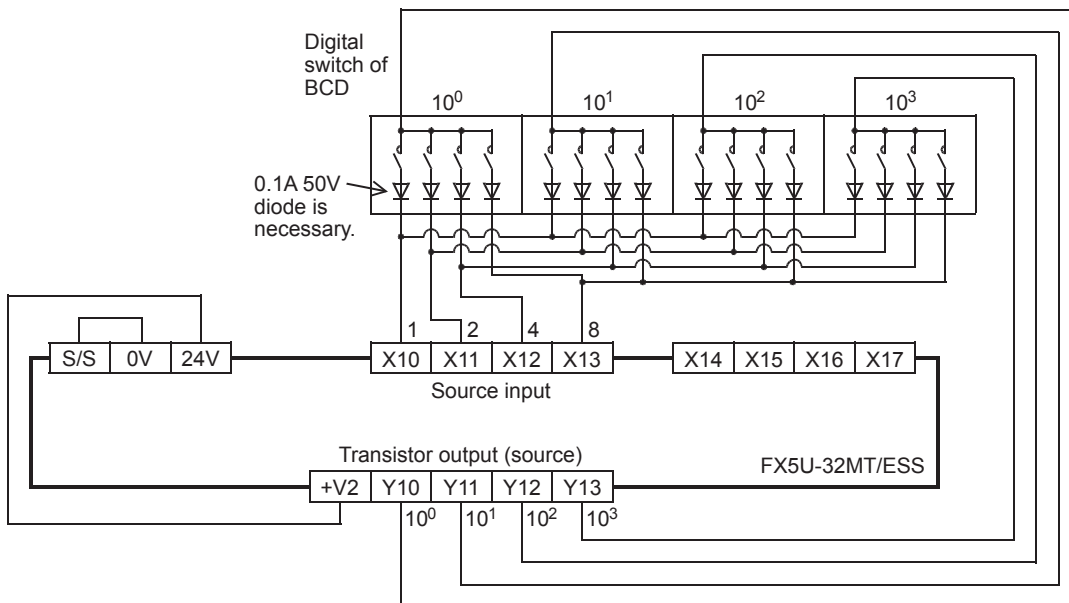 Digital
switch of
BCD
10⁰ 10¹ 10² 10³
0.1A 50V
diode is
necessary.
1 2 4 8
S/S 0V 24V X10 X11 X12 X13 X14 X15 X16 X17
Source input
Transistor output (source)
FX5U-32MT/ESS
+V2 Y10 Y11 Y12 Y13
10⁰ 10¹ 10² 10³